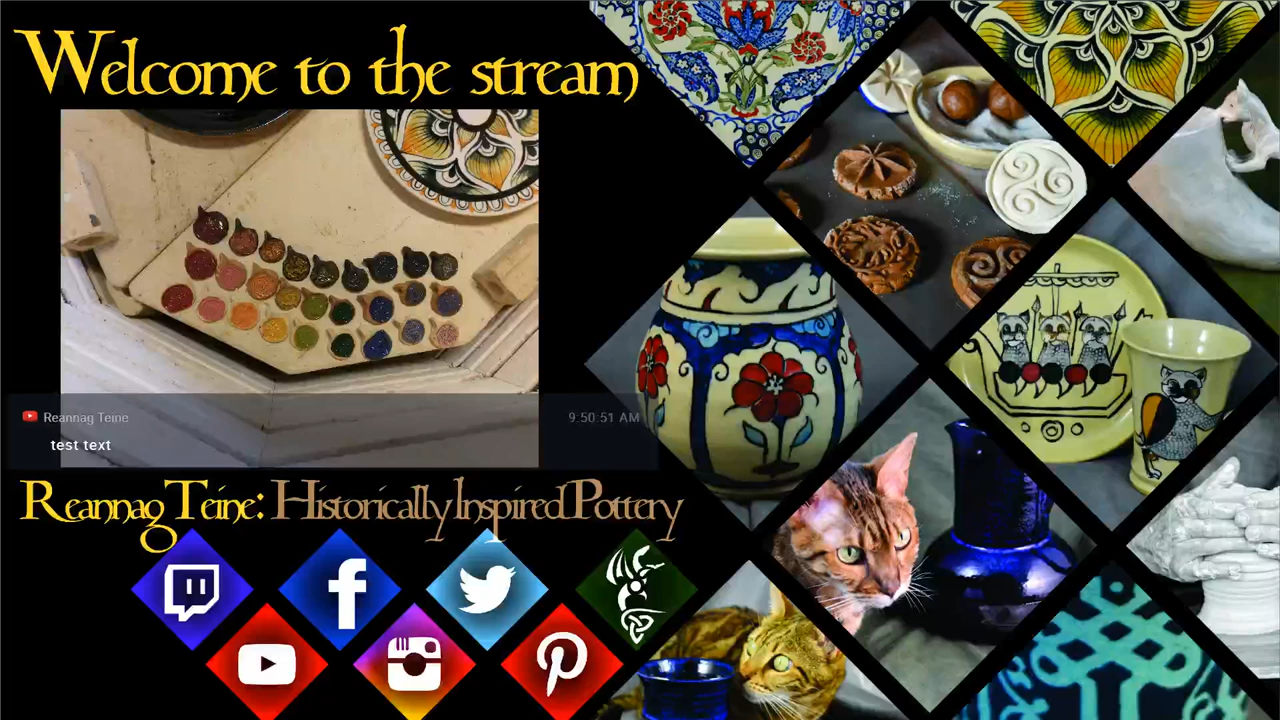 Welcome to the stream
Reannag Teine
9:50:51 AM
test text
Reannag Teine: Historically Inspired Pottery